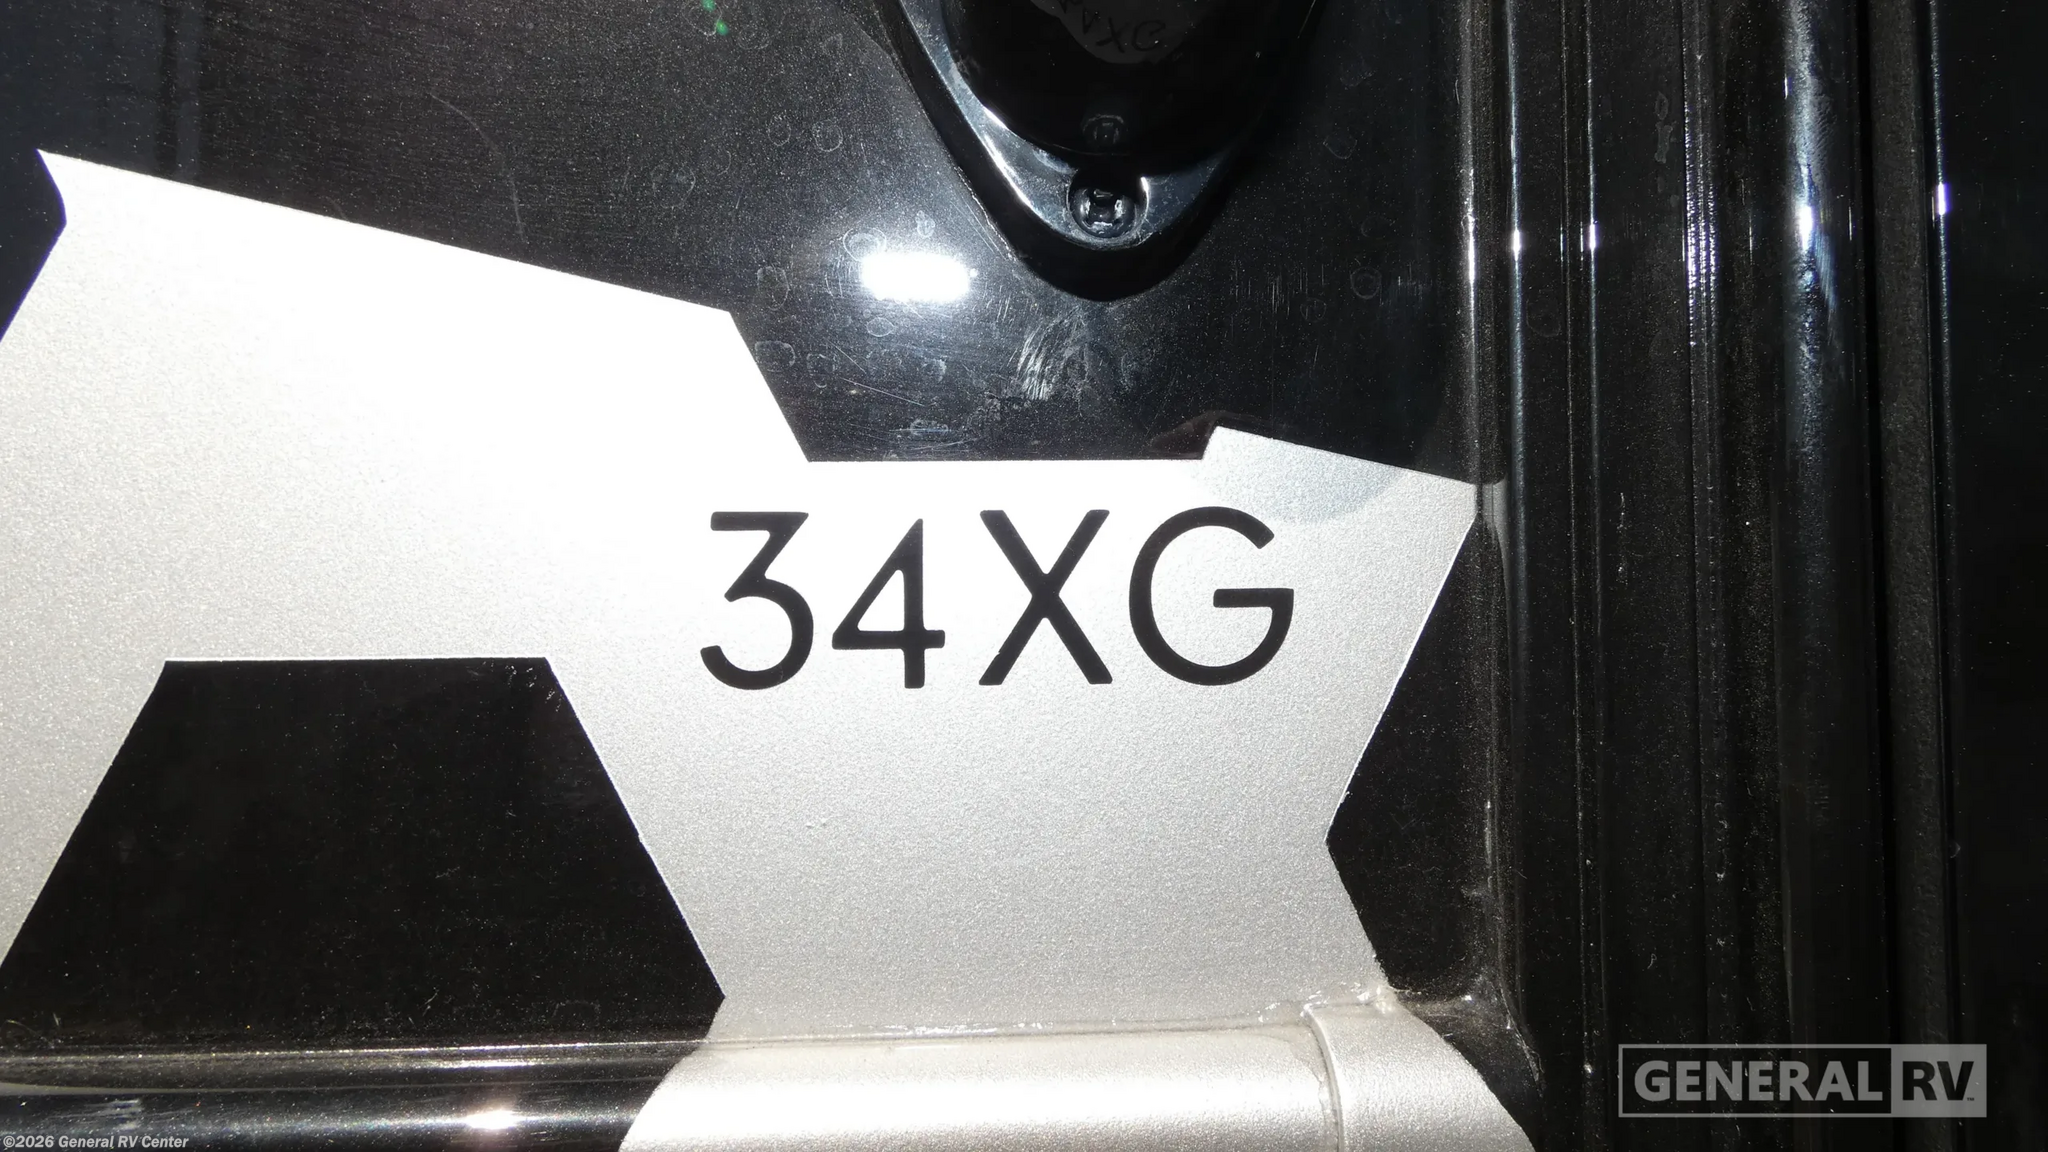 34XG
GENERAL RV
©2026 General RV Center